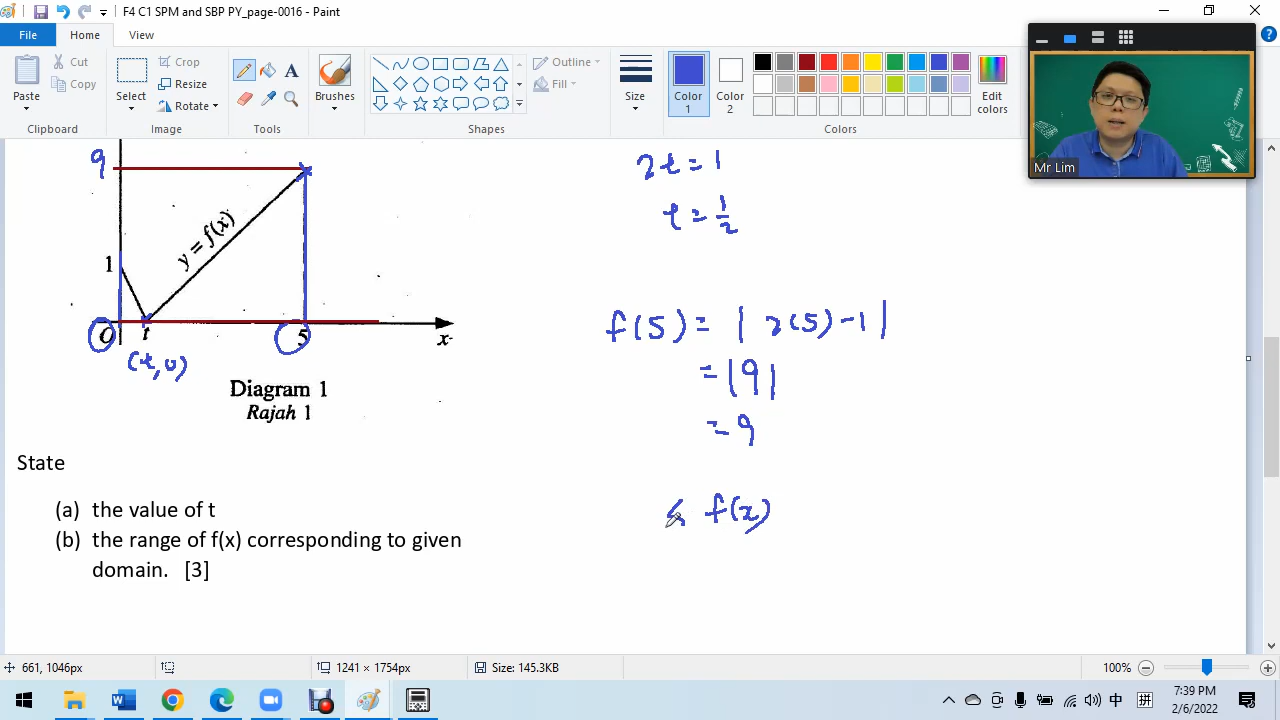 F4 C1 SPM and SBP PY_page-0016 - Paint
File Home View
Paste
Cut
Copy
Clipboard
Select
Crop
Resize
Rotate
Image
A
Tools
Brushes
Outline
Fill
Shapes
Size
Color 1
Color 2
Edit colors
Colors
Mr Lim
9
1
y = f(x)
O t 5 x
(t,0)
Diagram 1
Rajah 1
State
(a) the value of t
(b) the range of f(x) corresponding to given
domain. [3]
2t = 1
t = 1/2
f(5) = | 2(5) - 1 |
= |9|
= 9
≤ f(x)
661, 1046px
1241 × 1754px
Size: 145.3KB
100%
中
拼
7:39 PM
2/6/2022